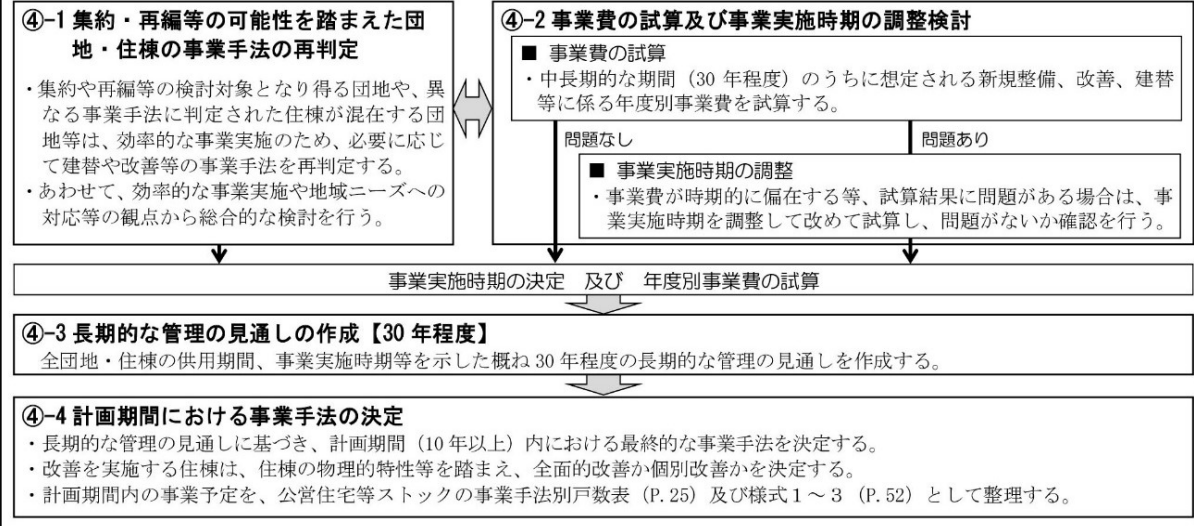 ④-1 集約・再編等の可能性を踏まえた団
地・住棟の事業手法の再判定
・集約や再編等の検討対象となり得る団地や、異
なる事業手法に判定された住棟が混在する団
地等は、効率的な事業実施のため、必要に応じ
て建替や改善等の事業手法を再判定する。
・あわせて、効率的な事業実施や地域ニーズへの
対応等の観点から総合的な検討を行う。
④-2 事業費の試算及び事業実施時期の調整検討
■ 事業費の試算
・中長期的な期間（30 年程度）のうちに想定される新規整備、改善、建替
等に係る年度別事業費を試算する。
問題なし
問題あり
■ 事業実施時期の調整
・事業費が時期的に偏在する等、試算結果に問題がある場合は、事
業実施時期を調整して改めて試算し、問題がないか確認を行う。
事業実施時期の決定　及び　年度別事業費の試算
④-3 長期的な管理の見通しの作成【30 年程度】
全団地・住棟の供用期間、事業実施時期等を示した概ね 30 年程度の長期的な管理の見通しを作成する。
④-4 計画期間における事業手法の決定
・長期的な管理の見通しに基づき、計画期間（10 年以上）内における最終的な事業手法を決定する。
・改善を実施する住棟は、住棟の物理的特性等を踏まえ、全面的改善か個別改善かを決定する。
・計画期間内の事業予定を、公営住宅等ストックの事業手法別戸数表（P.25）及び様式１～３（P.52）として整理する。